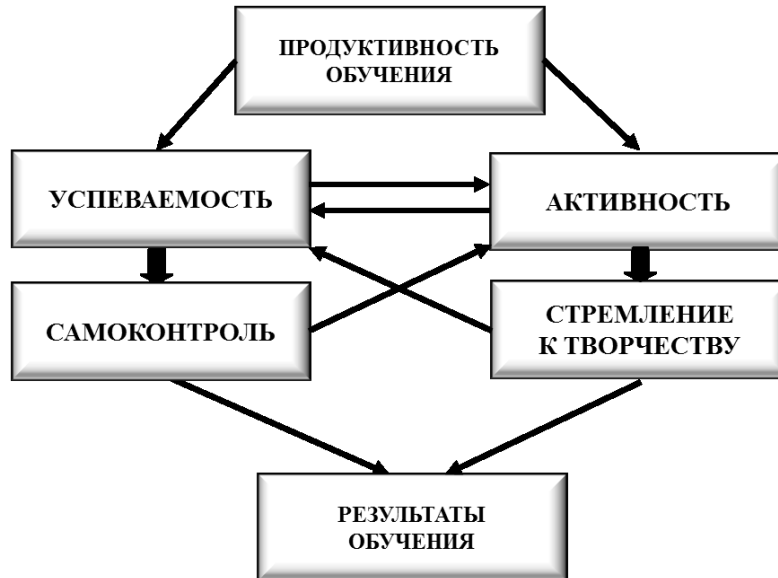 ПРОДУКТИВНОСТЬ
ОБУЧЕНИЯ
УСПЕВАЕМОСТЬ
АКТИВНОСТЬ
САМОКОНТРОЛЬ
СТРЕМЛЕНИЕ
К ТВОРЧЕСТВУ
РЕЗУЛЬТАТЫ
ОБУЧЕНИЯ